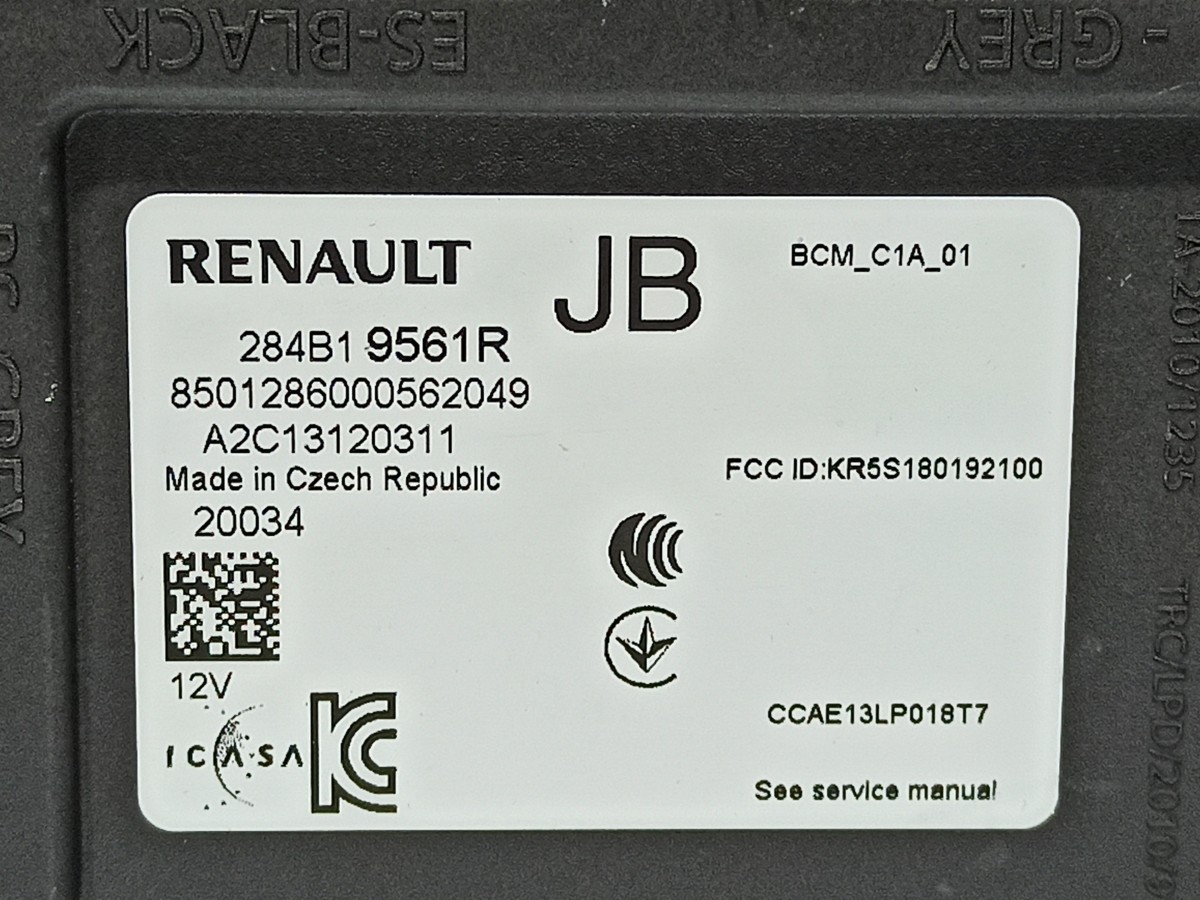 ES-BLACK
- GREY
RENAULT
JB
BCM_C1A_01
284B1 9561R
8501286000562049
A2C13120311
Made in Czech Republic
20034
FCC ID:KR5S180192100
12V
ICASA
CCAE13LP018T7
See service manual
TA-2010/1235
TRC/LPD/2010/9